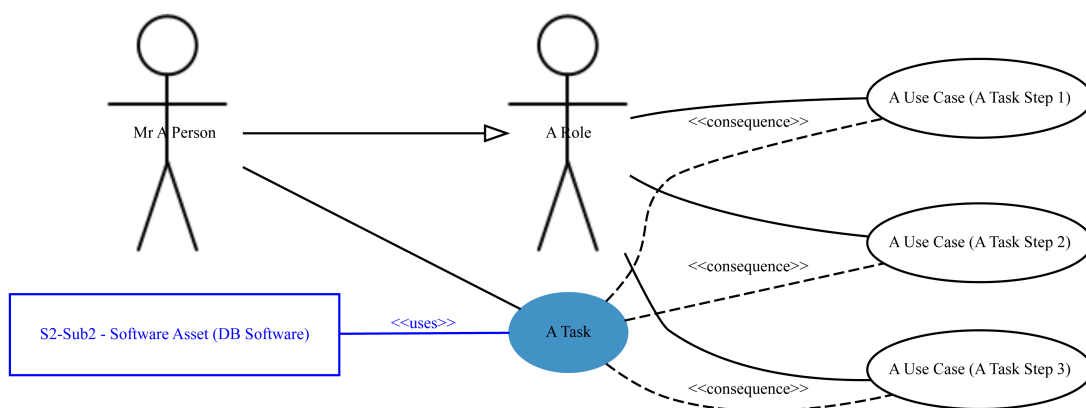 Mr A Person
A Role
A Use Case (A Task Step 1)
<<consequence>>
A Use Case (A Task Step 2)
<<consequence>>
S2-Sub2 - Software Asset (DB Software)
<<uses>>
A Task
A Use Case (A Task Step 3)
<<consequence>>